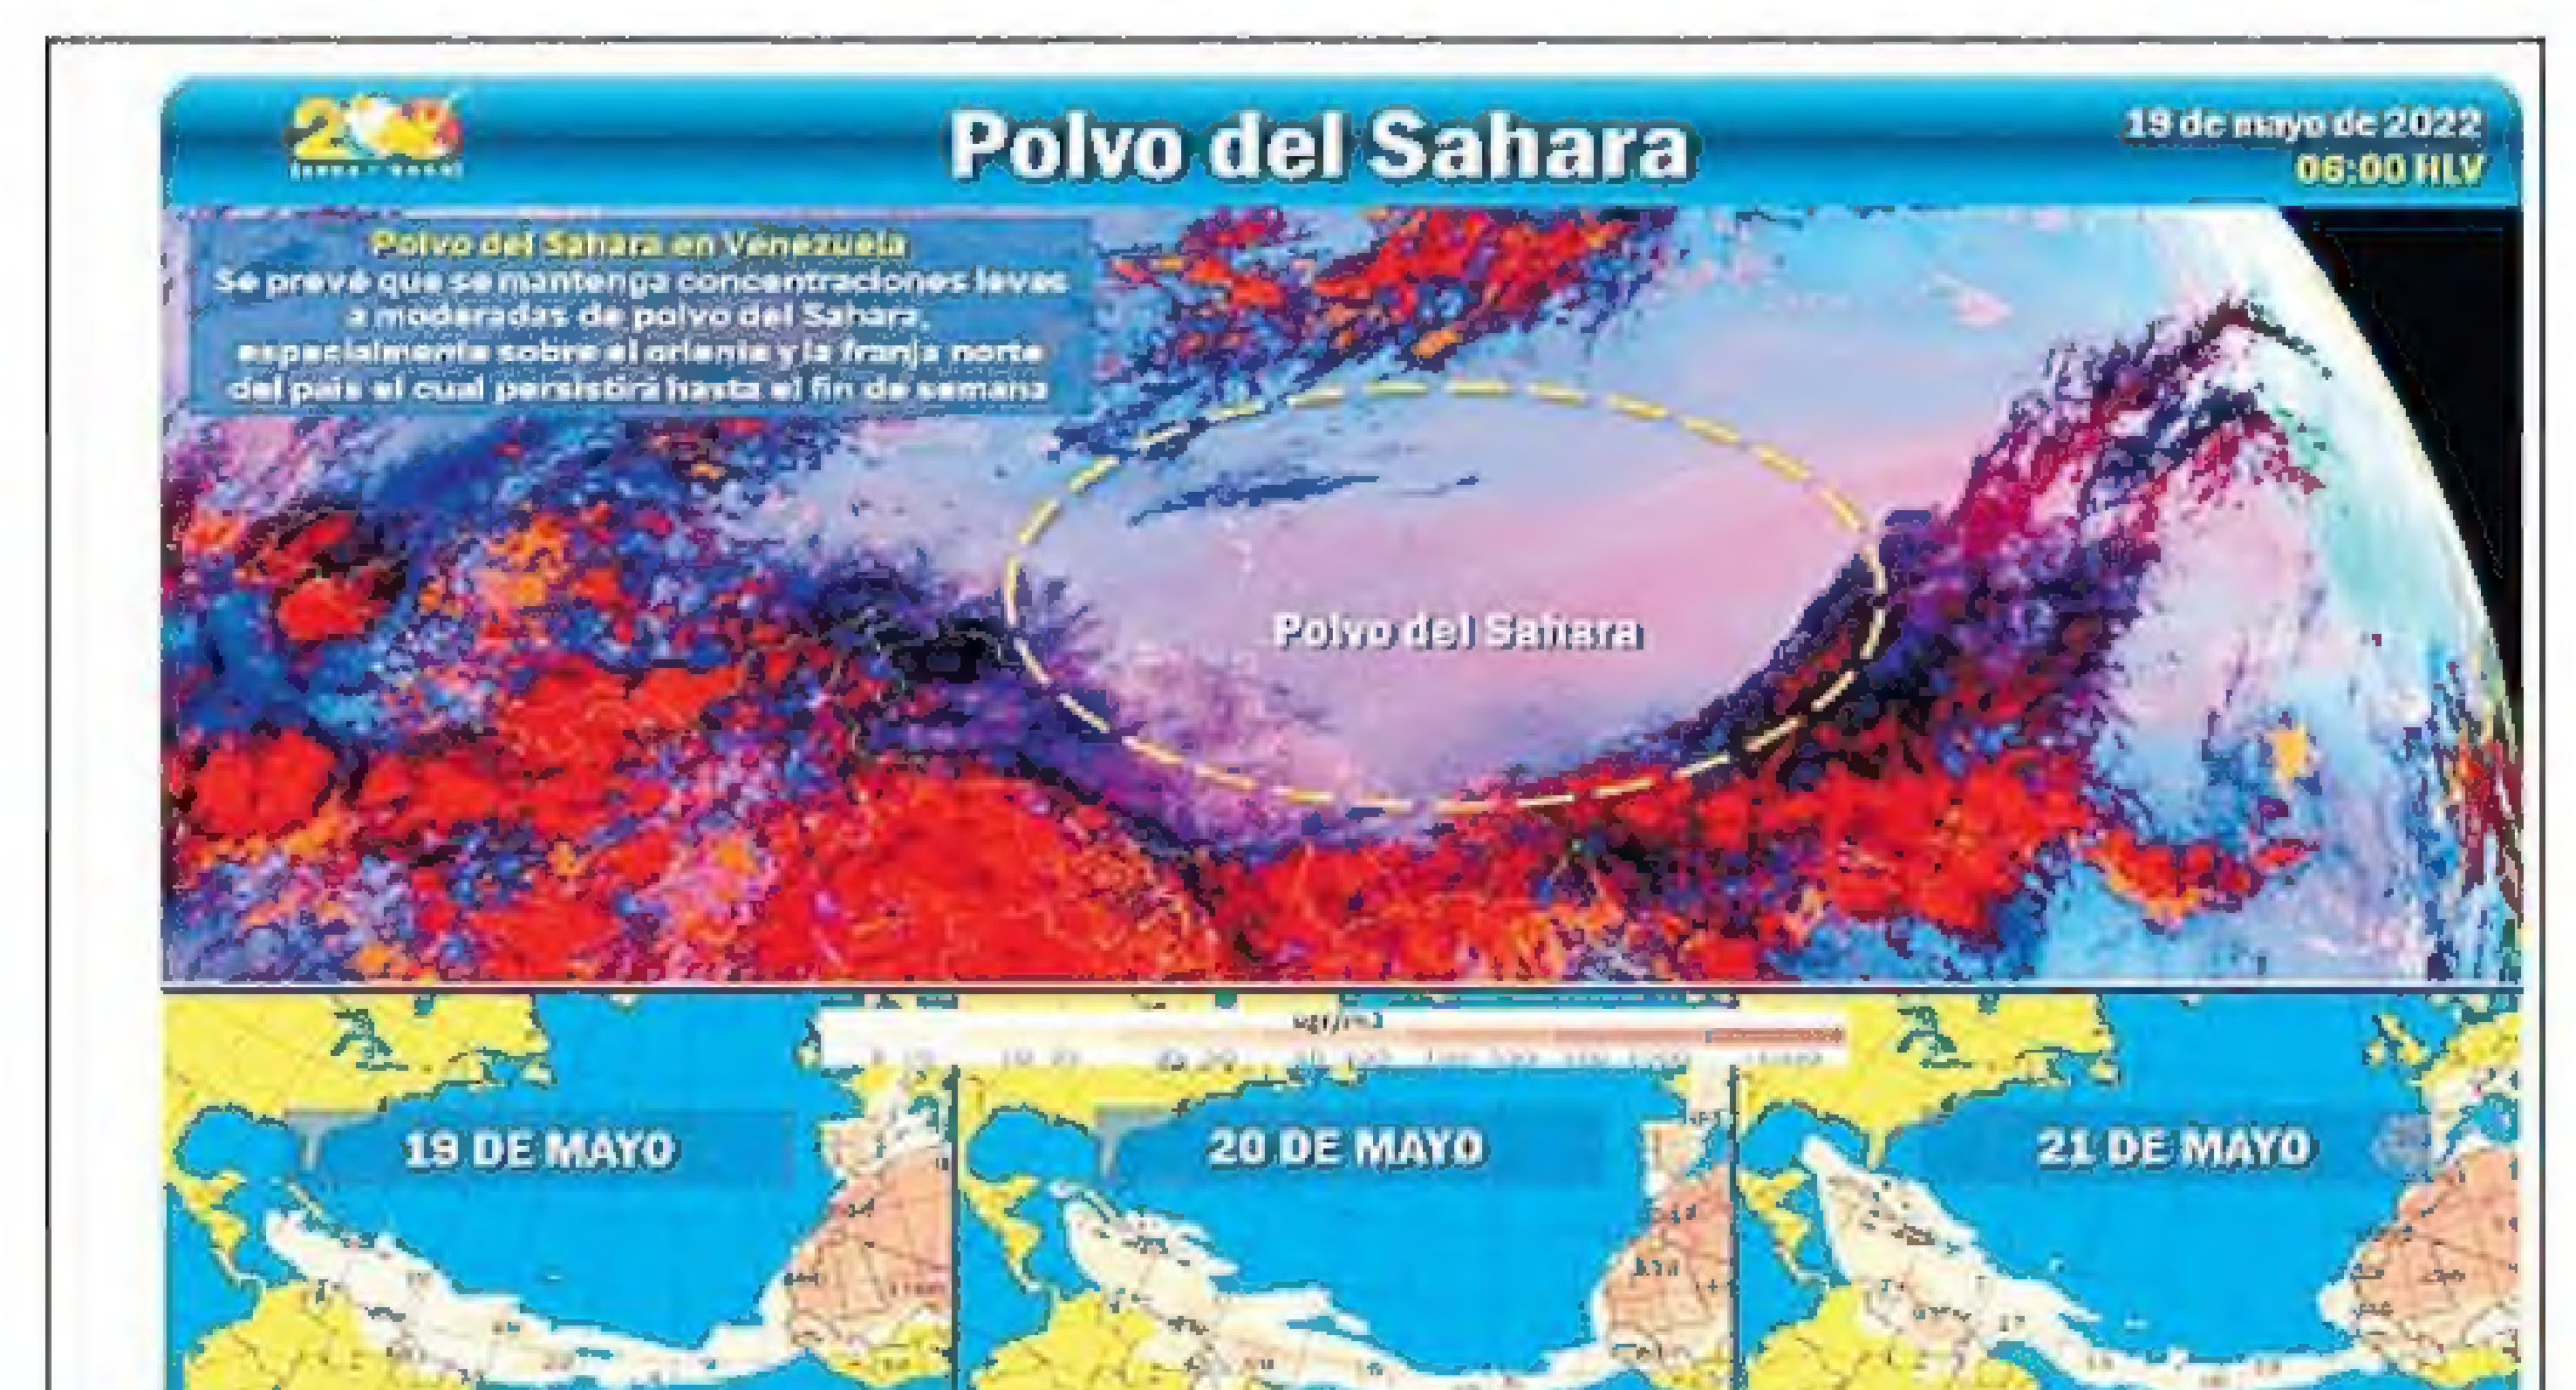 Polvo del Sahara
19 de mayo de 2022
06:00 HLV
Polvo del Sahara en Venezuela
Se prevé que se mantenga concentraciones leves
a moderadas de polvo del Sahara,
especialmente sobre el oriente y la franja norte
del país el cual persistirá hasta el fin de semana
Polvo del Sahara
19 DE MAYO
20 DE MAYO
21 DE MAYO